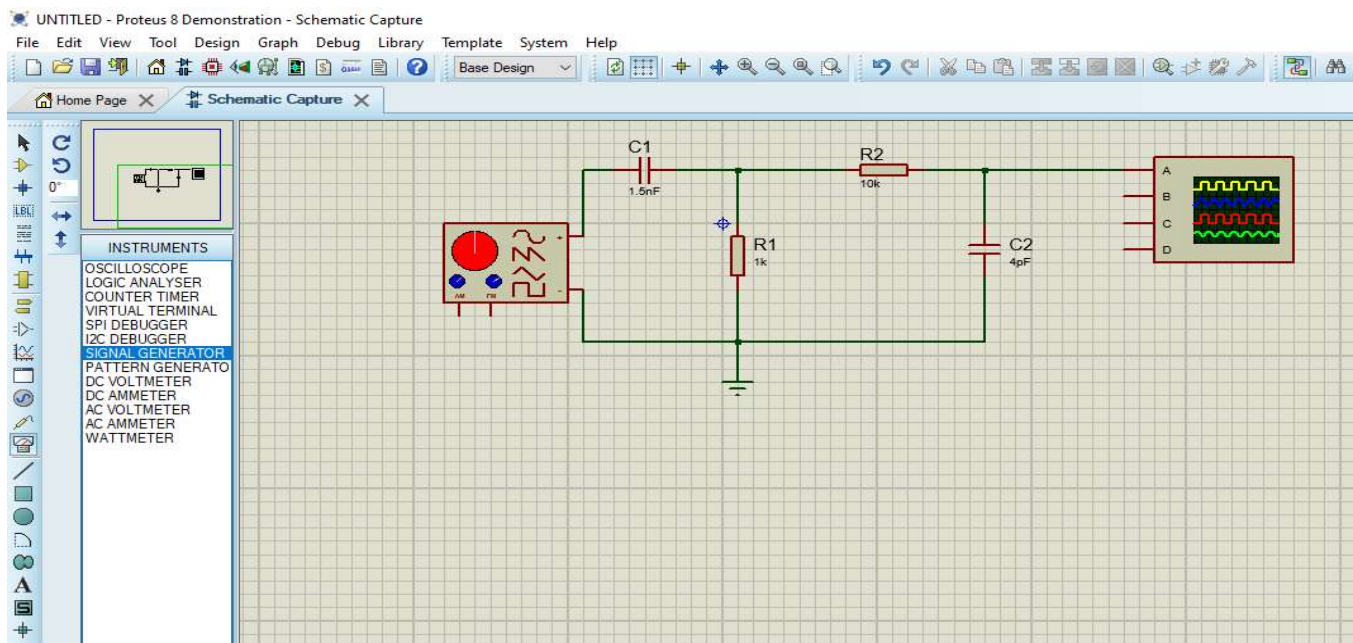 UNTITLED - Proteus 8 Demonstration - Schematic Capture
File Edit View Tool Design Graph Debug Library Template System Help
Base Design
Home Page Schematic Capture
0°
LBL
INSTRUMENTS
OSCILLOSCOPE
LOGIC ANALYSER
COUNTER TIMER
VIRTUAL TERMINAL
SPI DEBUGGER
I2C DEBUGGER
SIGNAL GENERATOR
PATTERN GENERATO
DC VOLTMETER
DC AMMETER
AC VOLTMETER
AC AMMETER
WATTMETER
A
S
C1
1.5nF
R2
10k
R1
1k
C2
4pF
+
-
AM FM
A
B
C
D